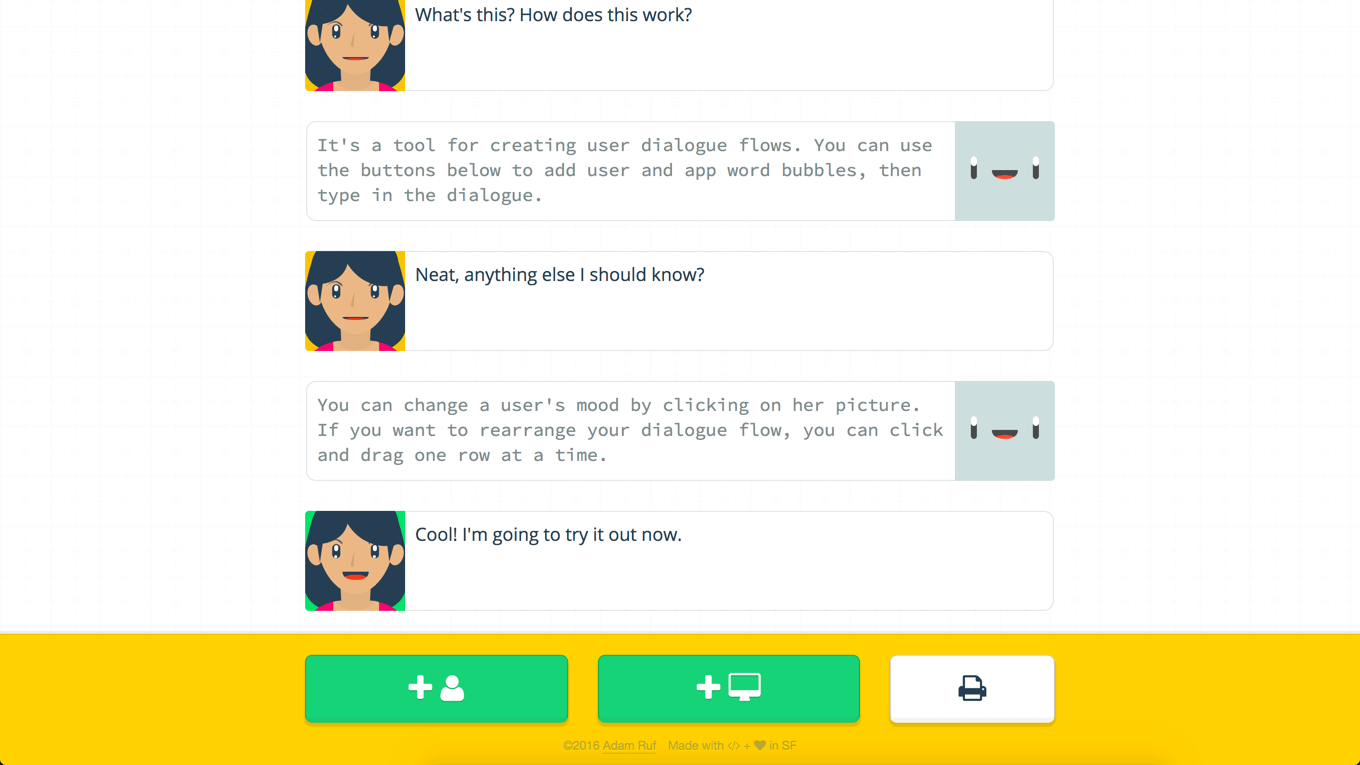 What's this? How does this work?
It's a tool for creating user dialogue flows. You can use
the buttons below to add user and app word bubbles, then
type in the dialogue.
Neat, anything else I should know?
You can change a user's mood by clicking on her picture.
If you want to rearrange your dialogue flow, you can click
and drag one row at a time.
Cool! I'm going to try it out now.
©2016 Adam Ruf Made with </> + ♥ in SF